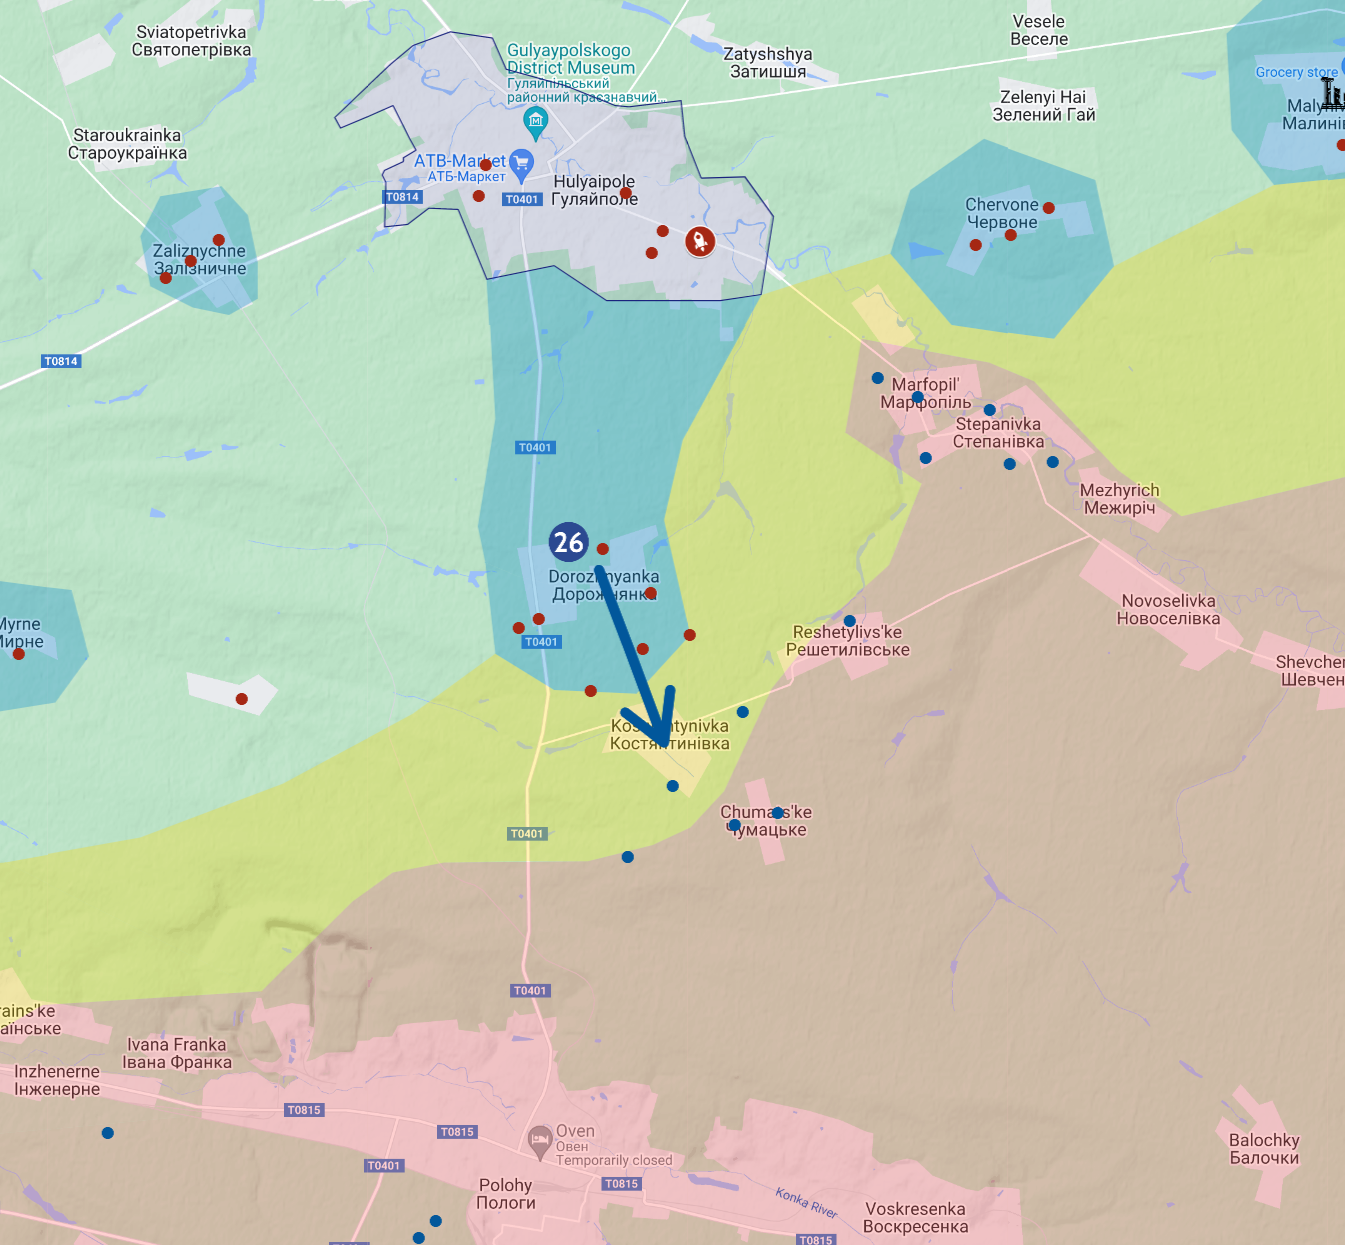 Sviatopetrivka
Святопетрівка
Gulyaypolskogo
District Museum
Гуляйпільський
районний краєзнавчий...
Zatyshshya
Затишшя
Vesele
Веселе
Zelenyi Hai
Зелений Гай
Grocery store
Staroukrainka
Староукраїнка
ATB-Market
АТБ-Маркет
T0814
T0401
Hulyaipole
Гуляйполе
Chervone
Червоне
Zaliznychne
Залізничне
T0814
Marfopil'
Марфопіль
Stepanivka
Степанівка
T0401
Mezhyrich
Межиріч
26
Dorozhnyanka
Дорожнянка
T0401
Myrne
Мирне
Novoselivka
Новоселівка
Reshetylivs'ke
Решетилівське
Shevchen
Шевчен
Kostyantynivka
Костянтинівка
T0401
Chumats'ke
Чумацьке
T0401
rains'ke
аїнське
Ivana Franka
Івана Франка
Inzhenerne
Інженерне
T0815
T0815
Oven
Овен
Temporarily closed
T0401
T0815
Polohy
Пологи
Konka River
Voskresenka
Воскресенка
T0815
Balochky
Балочки